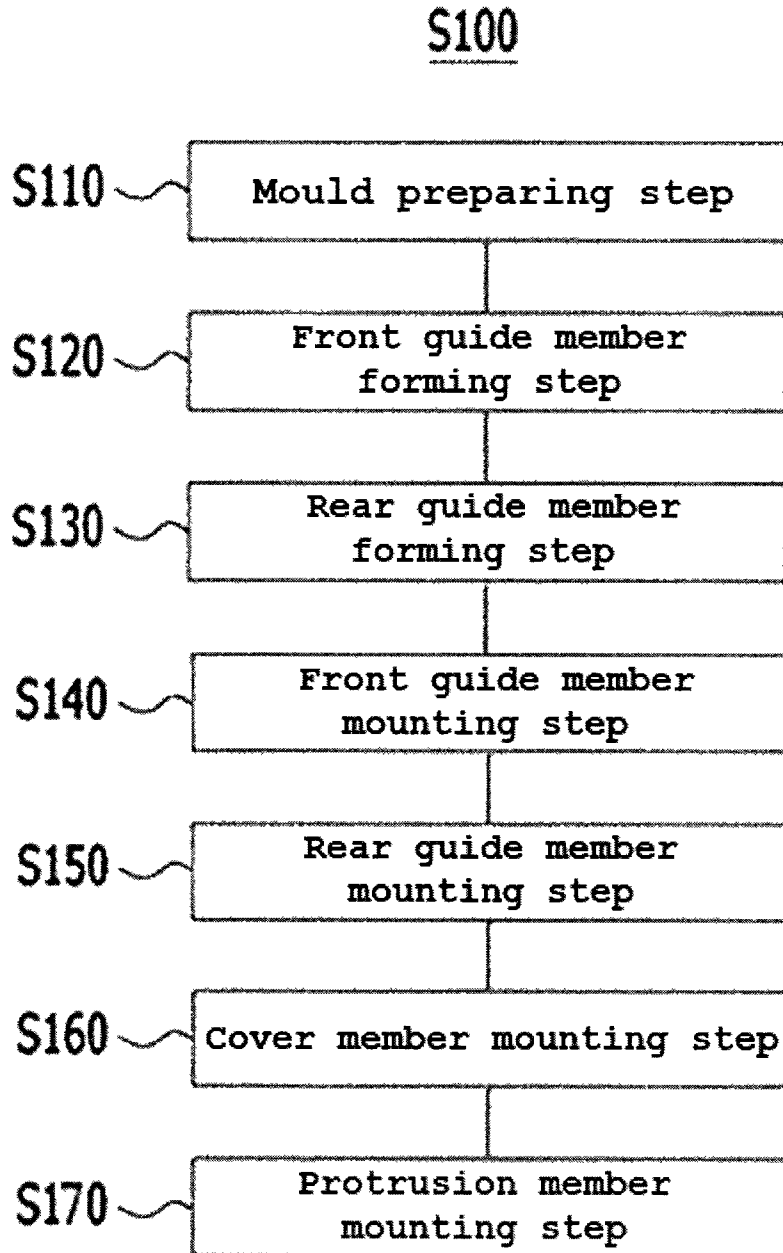 S100
S110
Mould preparing step
S120
Front guide member
forming step
S130
Rear guide member
forming step
S140
Front guide member
mounting step
S150
Rear guide member
mounting step
S160
Cover member mounting step
S170
Protrusion member
mounting step